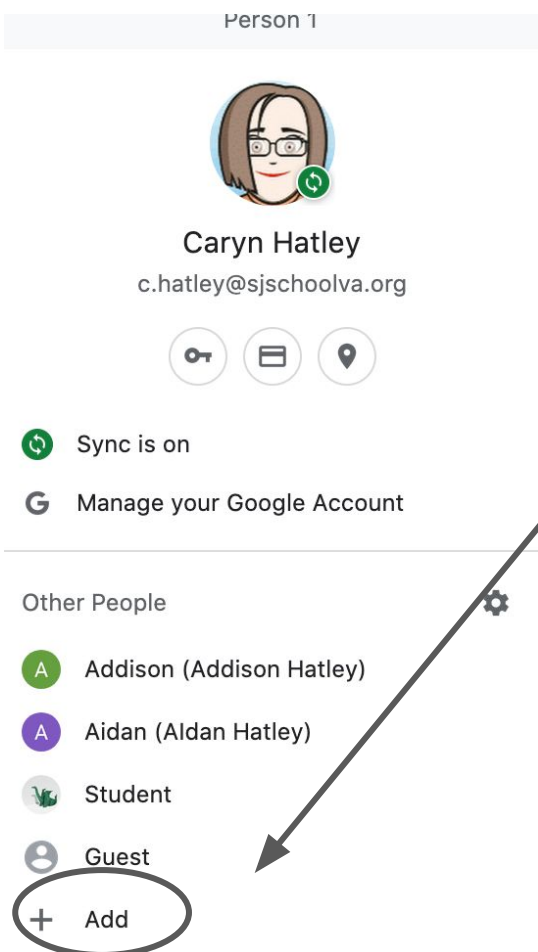 Person 1
Caryn Hatley
c.hatley@sjschoolva.org
Sync is on
G Manage your Google Account
Other People
A Addison (Addison Hatley)
A Aidan (AIdan Hatley)
Student
Guest
+ Add